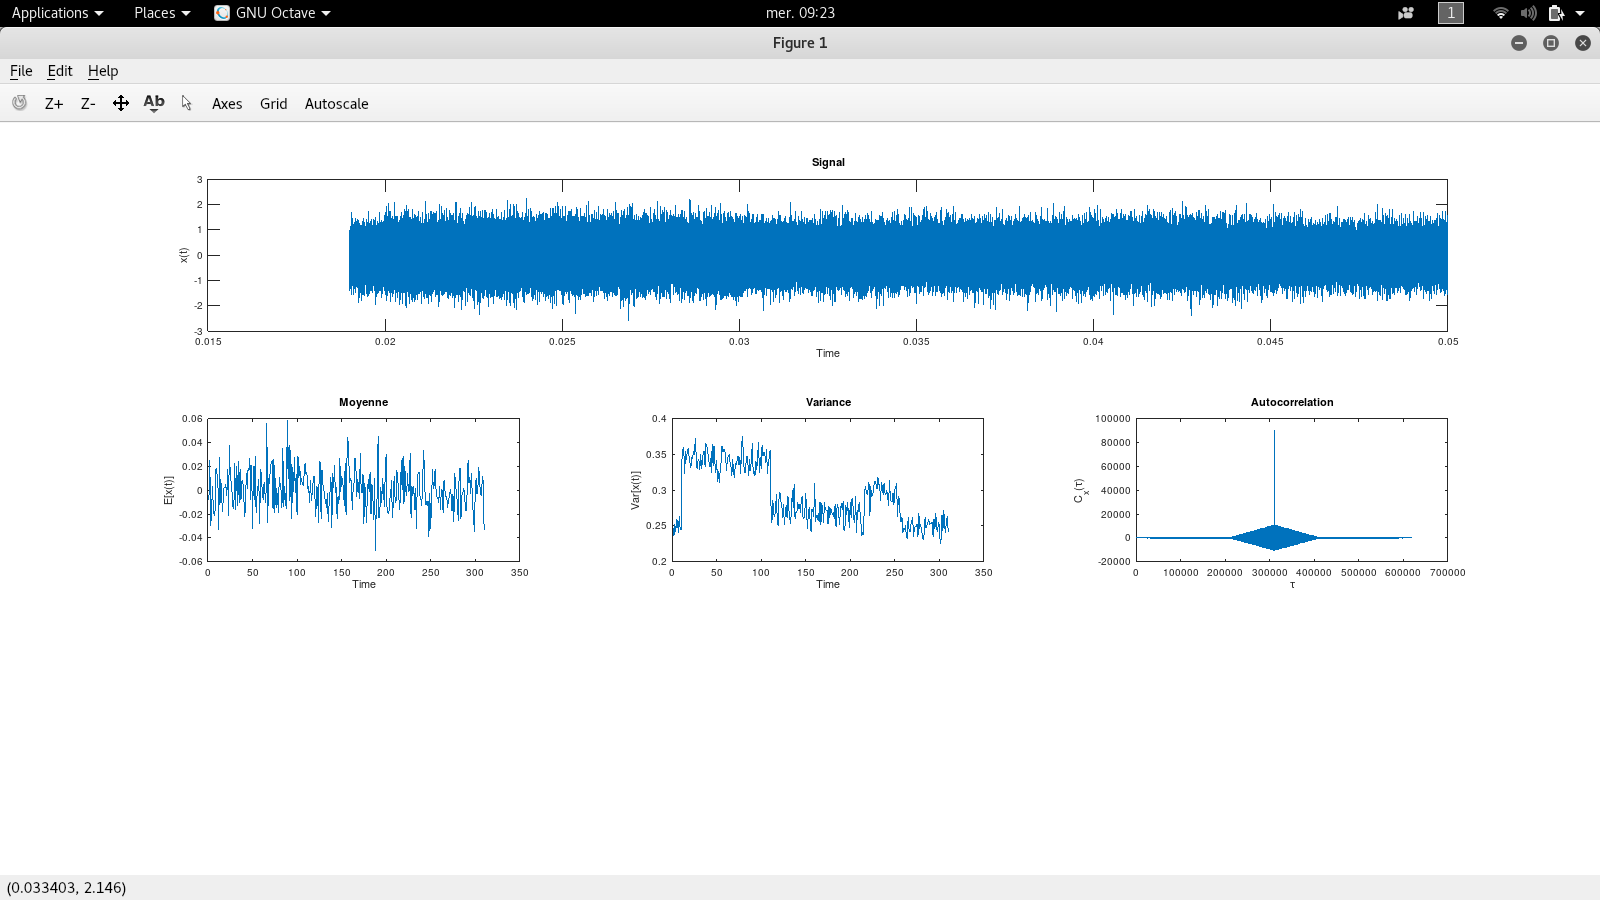 Applications Places GNU Octave mer. 09:23 1
Figure 1
File Edit Help
Z+ Z- Ab Axes Grid Autoscale
Signal
3
2
1
0
-1
-2
-3
x(t)
0.015 0.02 0.025 0.03 0.035 0.04 0.045 0.05
Time
Moyenne
0.06
0.04
0.02
0
-0.02
-0.04
-0.06
E[x(t)]
0 50 100 150 200 250 300 350
Time
Variance
0.4
0.35
0.3
0.25
0.2
Var[x(t)]
0 50 100 150 200 250 300 350
Time
Autocorrelation
100000
80000
60000
40000
20000
0
-20000
Cx(τ)
0 100000 200000 300000 400000 500000 600000 700000
τ
(0.033403, 2.146)